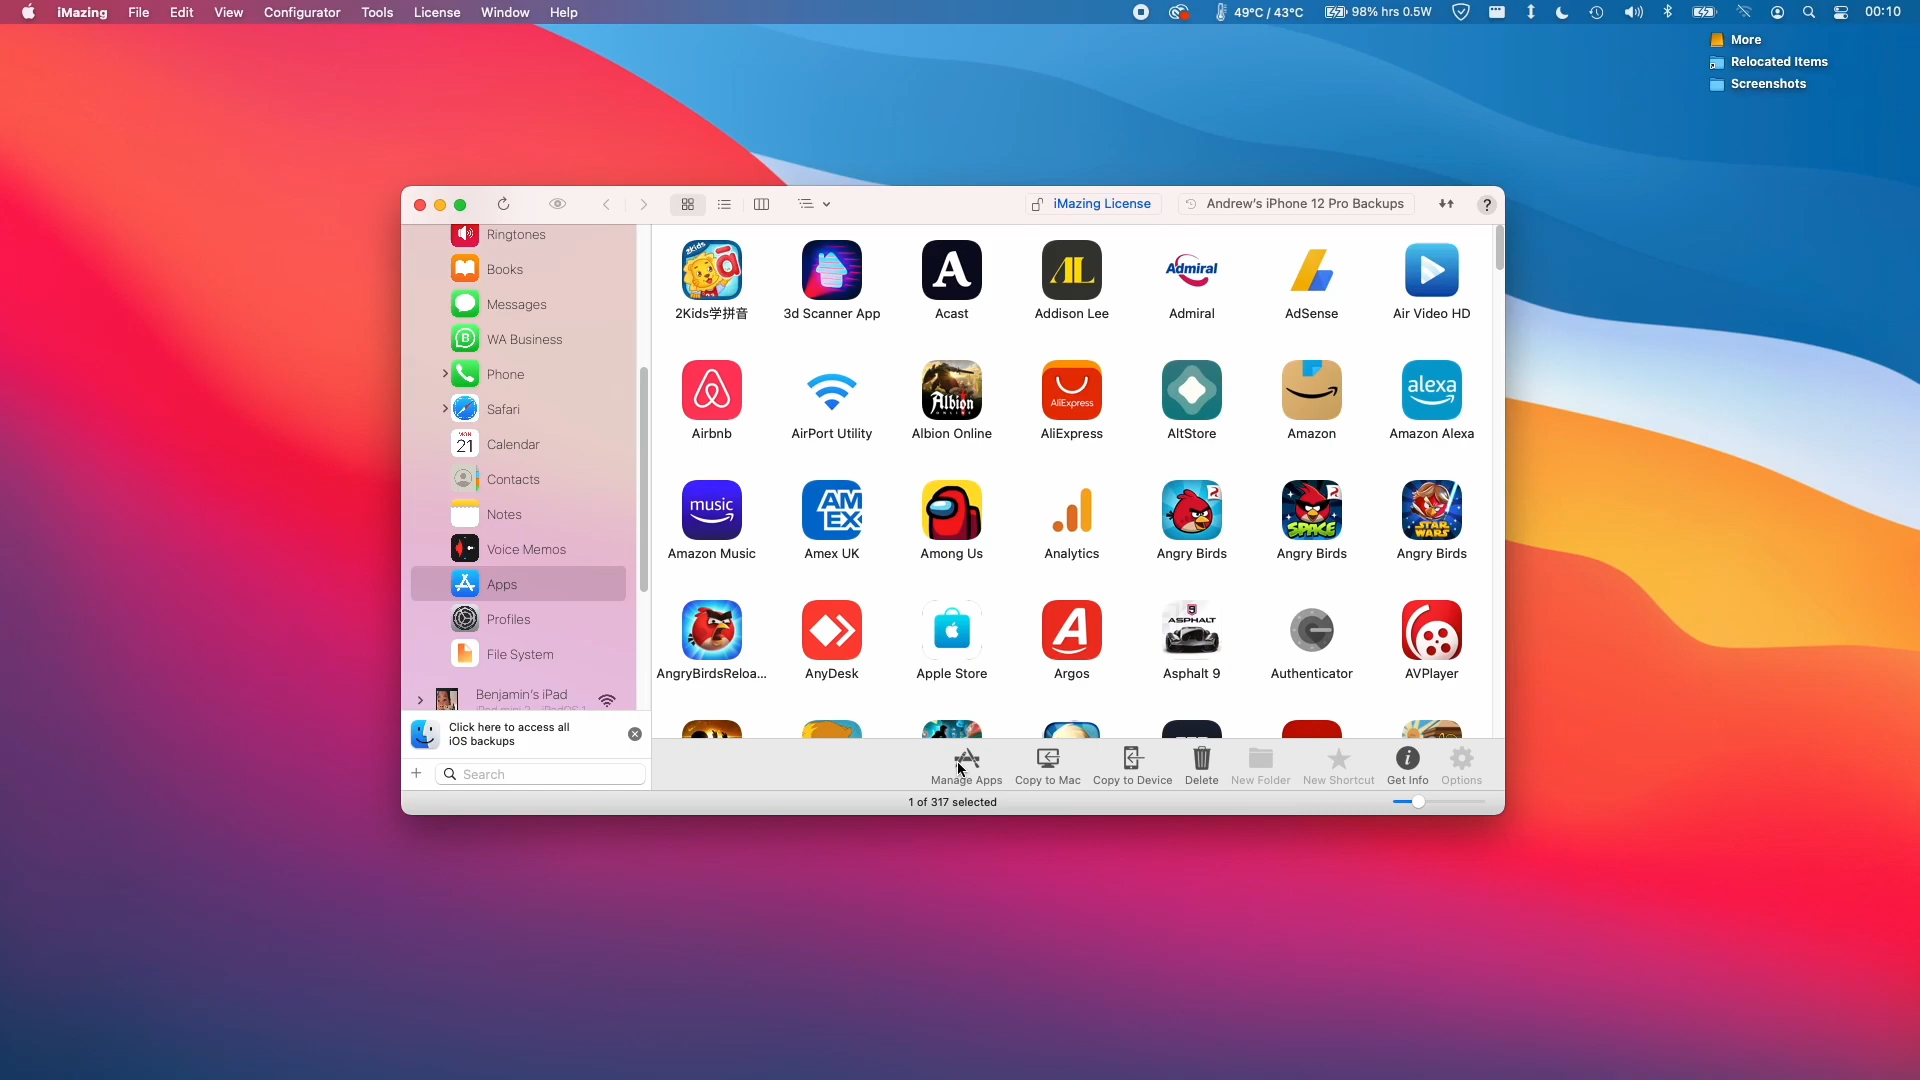 iMazing File Edit View Configurator Tools License Window Help 49°C / 43°C 98% hrs 0.5W 00:10
More
Relocated Items
Screenshots
iMazing License Andrew's iPhone 12 Pro Backups ?
Ringtones
Books
Messages
WA Business
Phone
Safari
Calendar
Contacts
Notes
Voice Memos
Apps
Profiles
File System
Benjamin's iPad
Click here to access all
iOS backups
Search
2Kids学拼音 3d Scanner App Acast Addison Lee Admiral AdSense Air Video HD
Airbnb AirPort Utility Albion Online AliExpress AltStore Amazon Amazon Alexa
Amazon Music Amex UK Among Us Analytics Angry Birds Angry Birds Angry Birds
AngryBirdsReloa... AnyDesk Apple Store Argos Asphalt 9 Authenticator AVPlayer
Manage Apps Copy to Mac Copy to Device Delete New Folder New Shortcut Get Info Options
1 of 317 selected